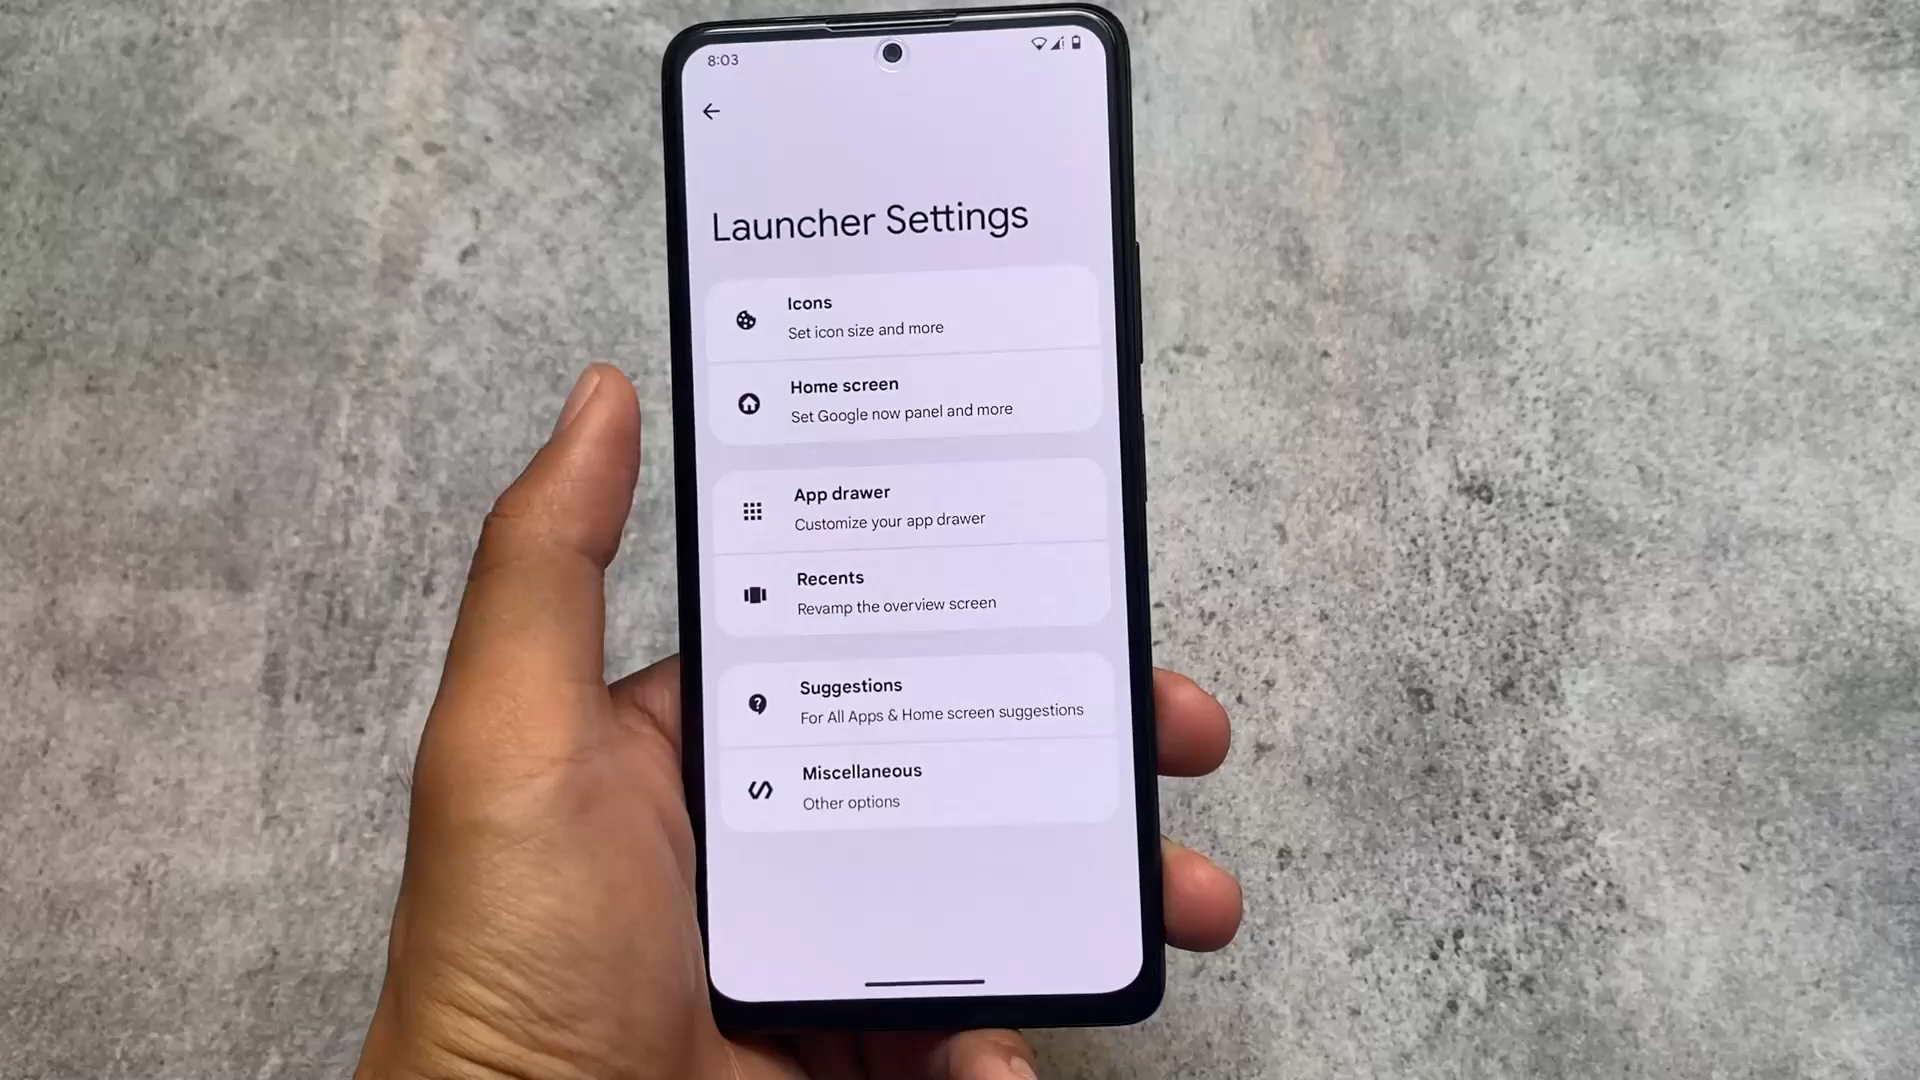 8:03
Launcher Settings
Icons
Set icon size and more
Home screen
Set Google now panel and more
App drawer
Customize your app drawer
Recents
Revamp the overview screen
Suggestions
For All Apps & Home screen suggestions
Miscellaneous
Other options